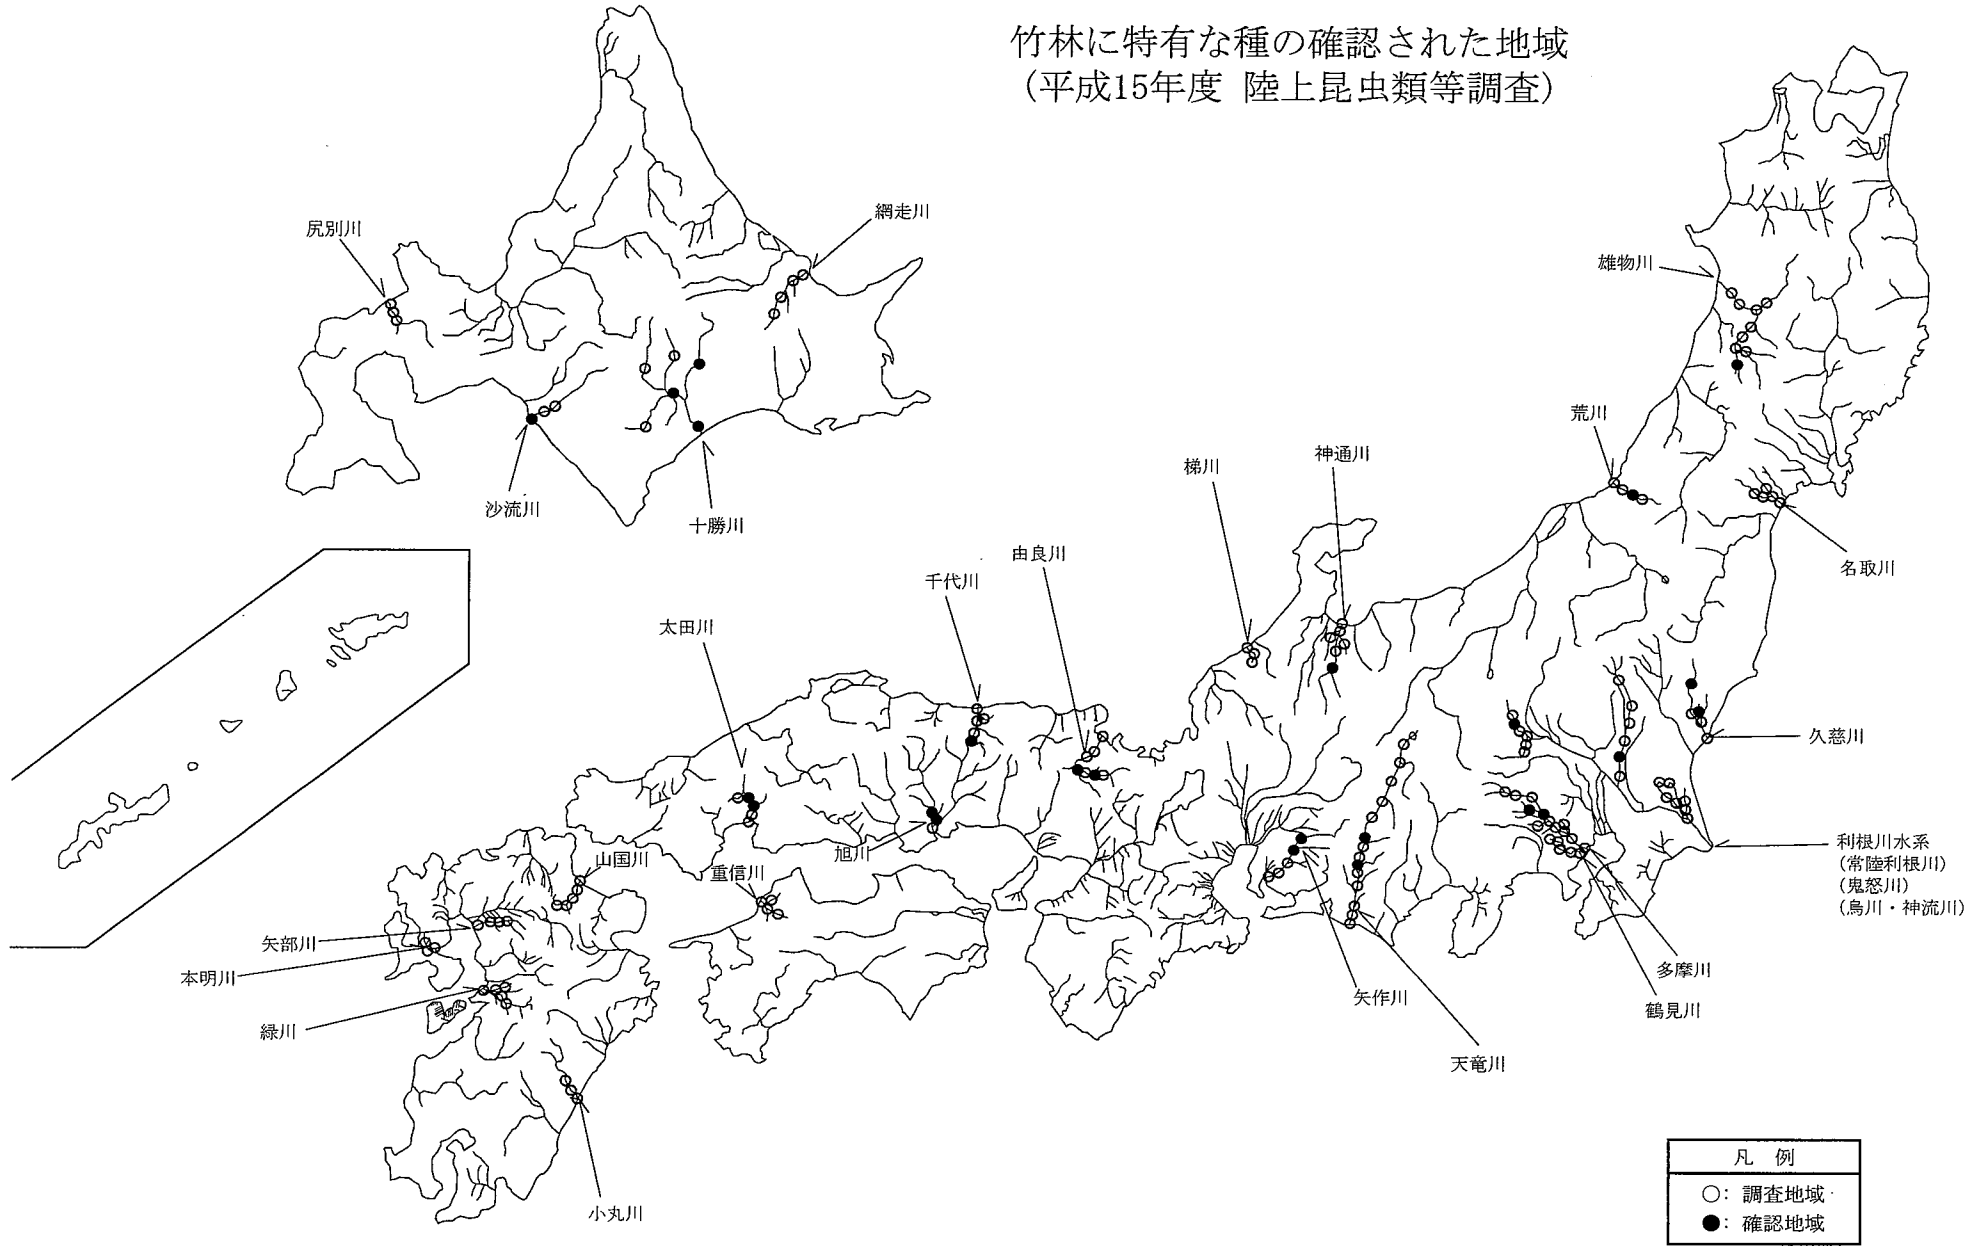 竹林に特有な種の確認された地域
(平成15年度 陸上昆虫類等調査)
網走川
尻別川
雄物川
荒川
神通川
梯川
沙流川
十勝川
由良川
名取川
千代川
太田川
久慈川
利根川水系
(常陸利根川)
(鬼怒川)
(烏川・神流川)
旭川
山国川
重信川
矢部川
本明川
緑川
多摩川
矢作川
鶴見川
天竜川
小丸川
凡 例
○: 調査地域
●: 確認地域